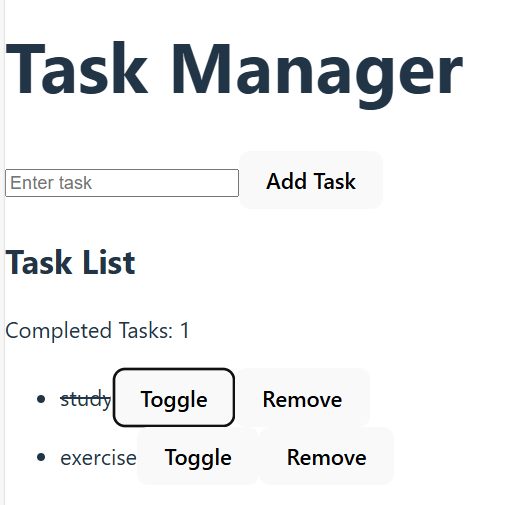 Task Manager
Enter task Add Task
Task List
Completed Tasks: 1
study Toggle Remove
exercise Toggle Remove